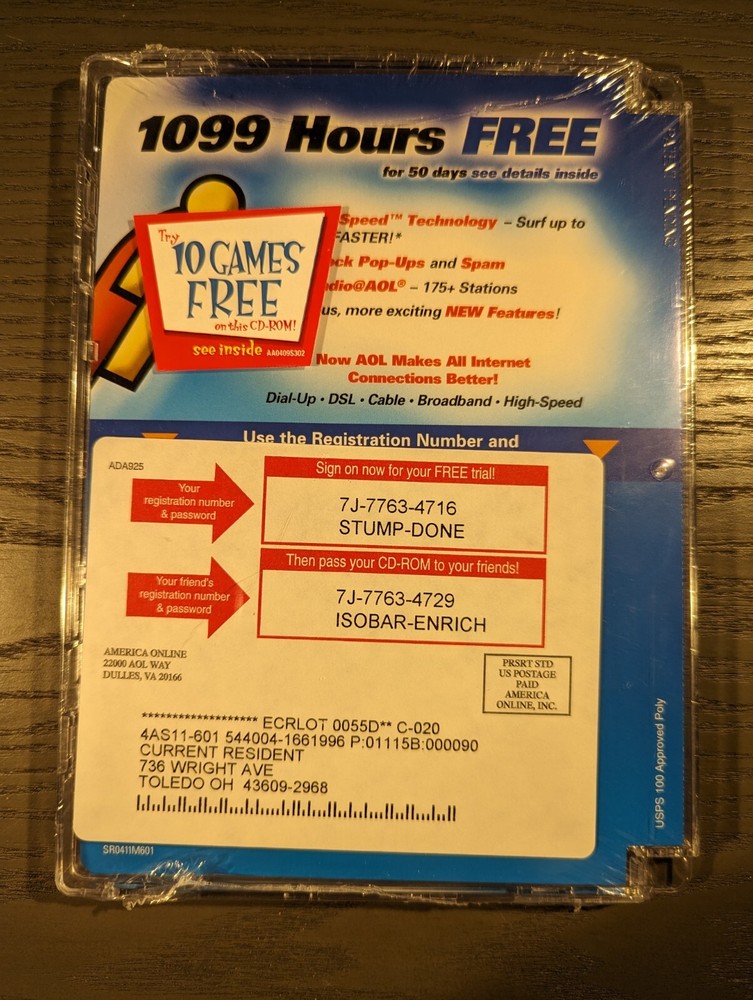 1099 Hours FREE
for 50 days see details inside
Speed™ Technology – Surf up to
FASTER!*
Pop-Ups and Spam
@AOL® – 175+ Stations
more exciting NEW Features!
Now AOL Makes All Internet
Connections Better!
Dial-Up • DSL • Cable • Broadband • High-Speed
Try
10 GAMES
FREE
on this CD-ROM!
see inside AA0409S302
Use the Registration Number and
ADA925
Your
registration number
& password
Sign on now for your FREE trial!
7J-7763-4716
STUMP-DONE
Your friend's
registration number
& password
Then pass your CD-ROM to your friends!
7J-7763-4729
ISOBAR-ENRICH
AMERICA ONLINE
22000 AOL WAY
DULLES, VA 20166
PRSRT STD
US POSTAGE
PAID
AMERICA
ONLINE, INC.
******************* ECRLOT 0055D** C-020
4AS11-601 544004-1661996 P:01115B:000090
CURRENT RESIDENT
736 WRIGHT AVE
TOLEDO OH 43609-2968
SR0411M601
USPS 100 Approved Poly